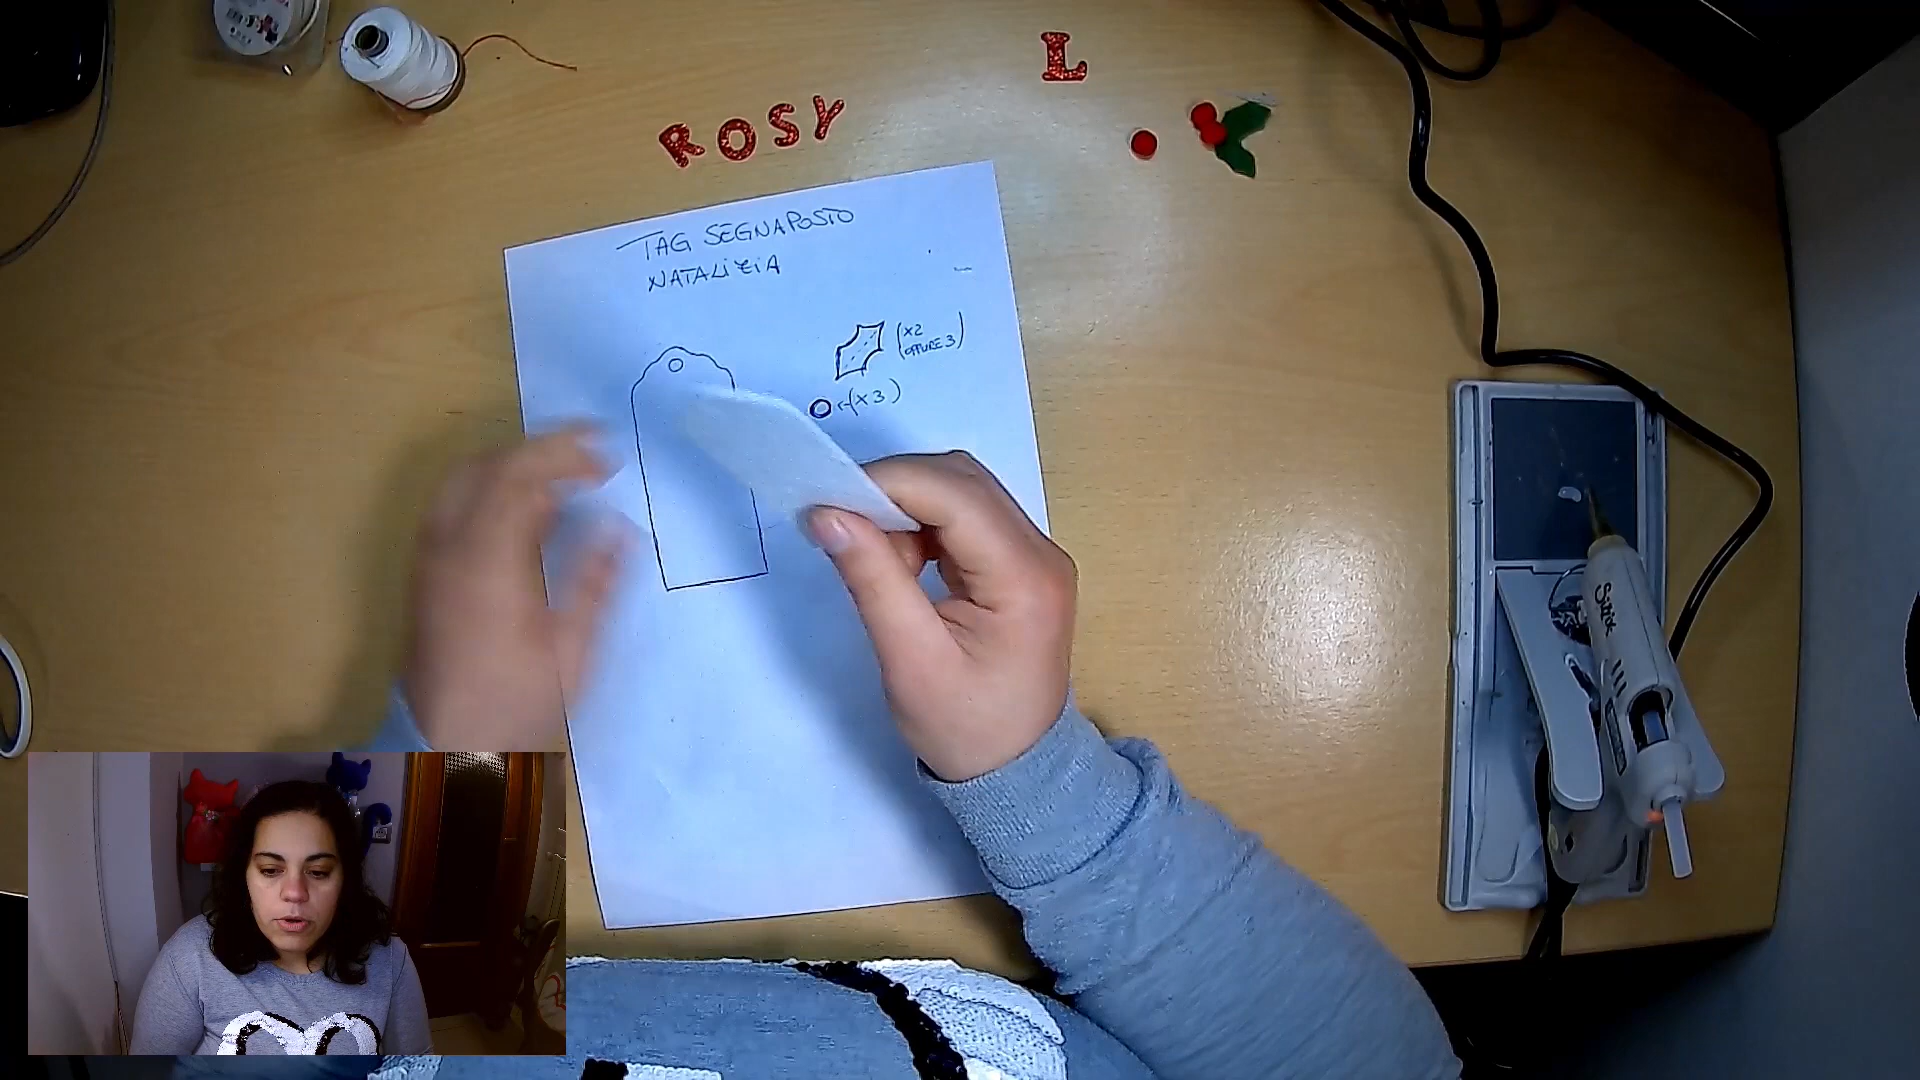 L
ROSY
TAG SEGNAPOSTO
NATALIZIA
(x2
OPPURE 3)
(x3)